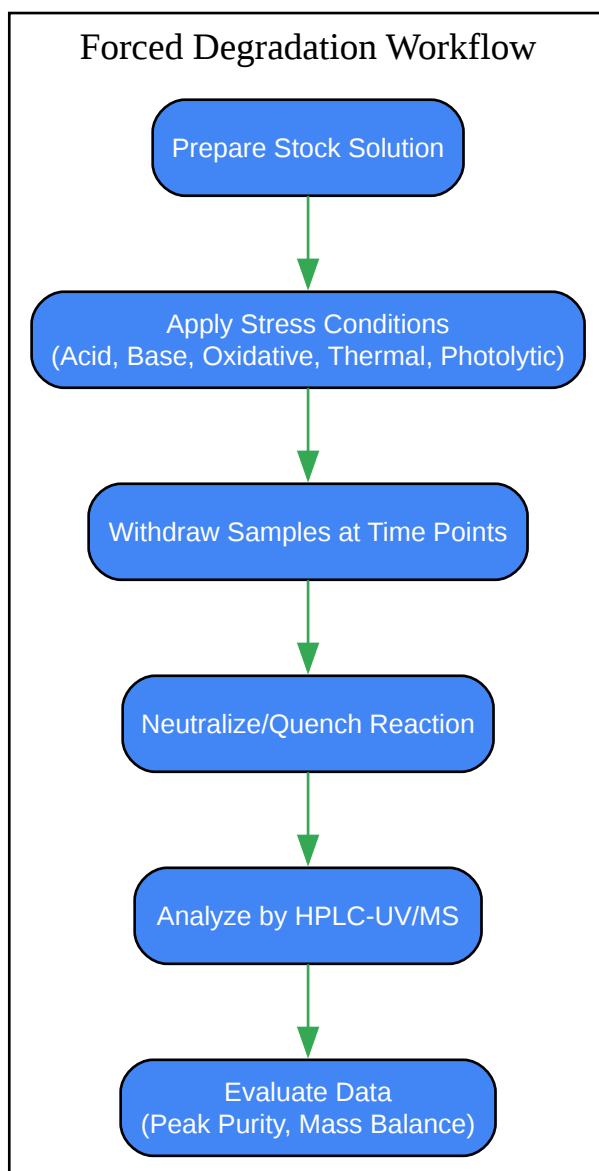 Forced Degradation Workflow
Prepare Stock Solution
Apply Stress Conditions
(Acid, Base, Oxidative, Thermal, Photolytic)
Withdraw Samples at Time Points
Neutralize/Quench Reaction
Analyze by HPLC-UV/MS
Evaluate Data
(Peak Purity, Mass Balance)